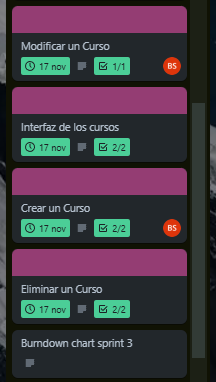 Modificar un Curso
17 nov 1/1 BS
Interfaz de los cursos
17 nov 2/2
Crear un Curso
17 nov 2/2 BS
Eliminar un Curso
17 nov 2/2
Burndown chart sprint 3